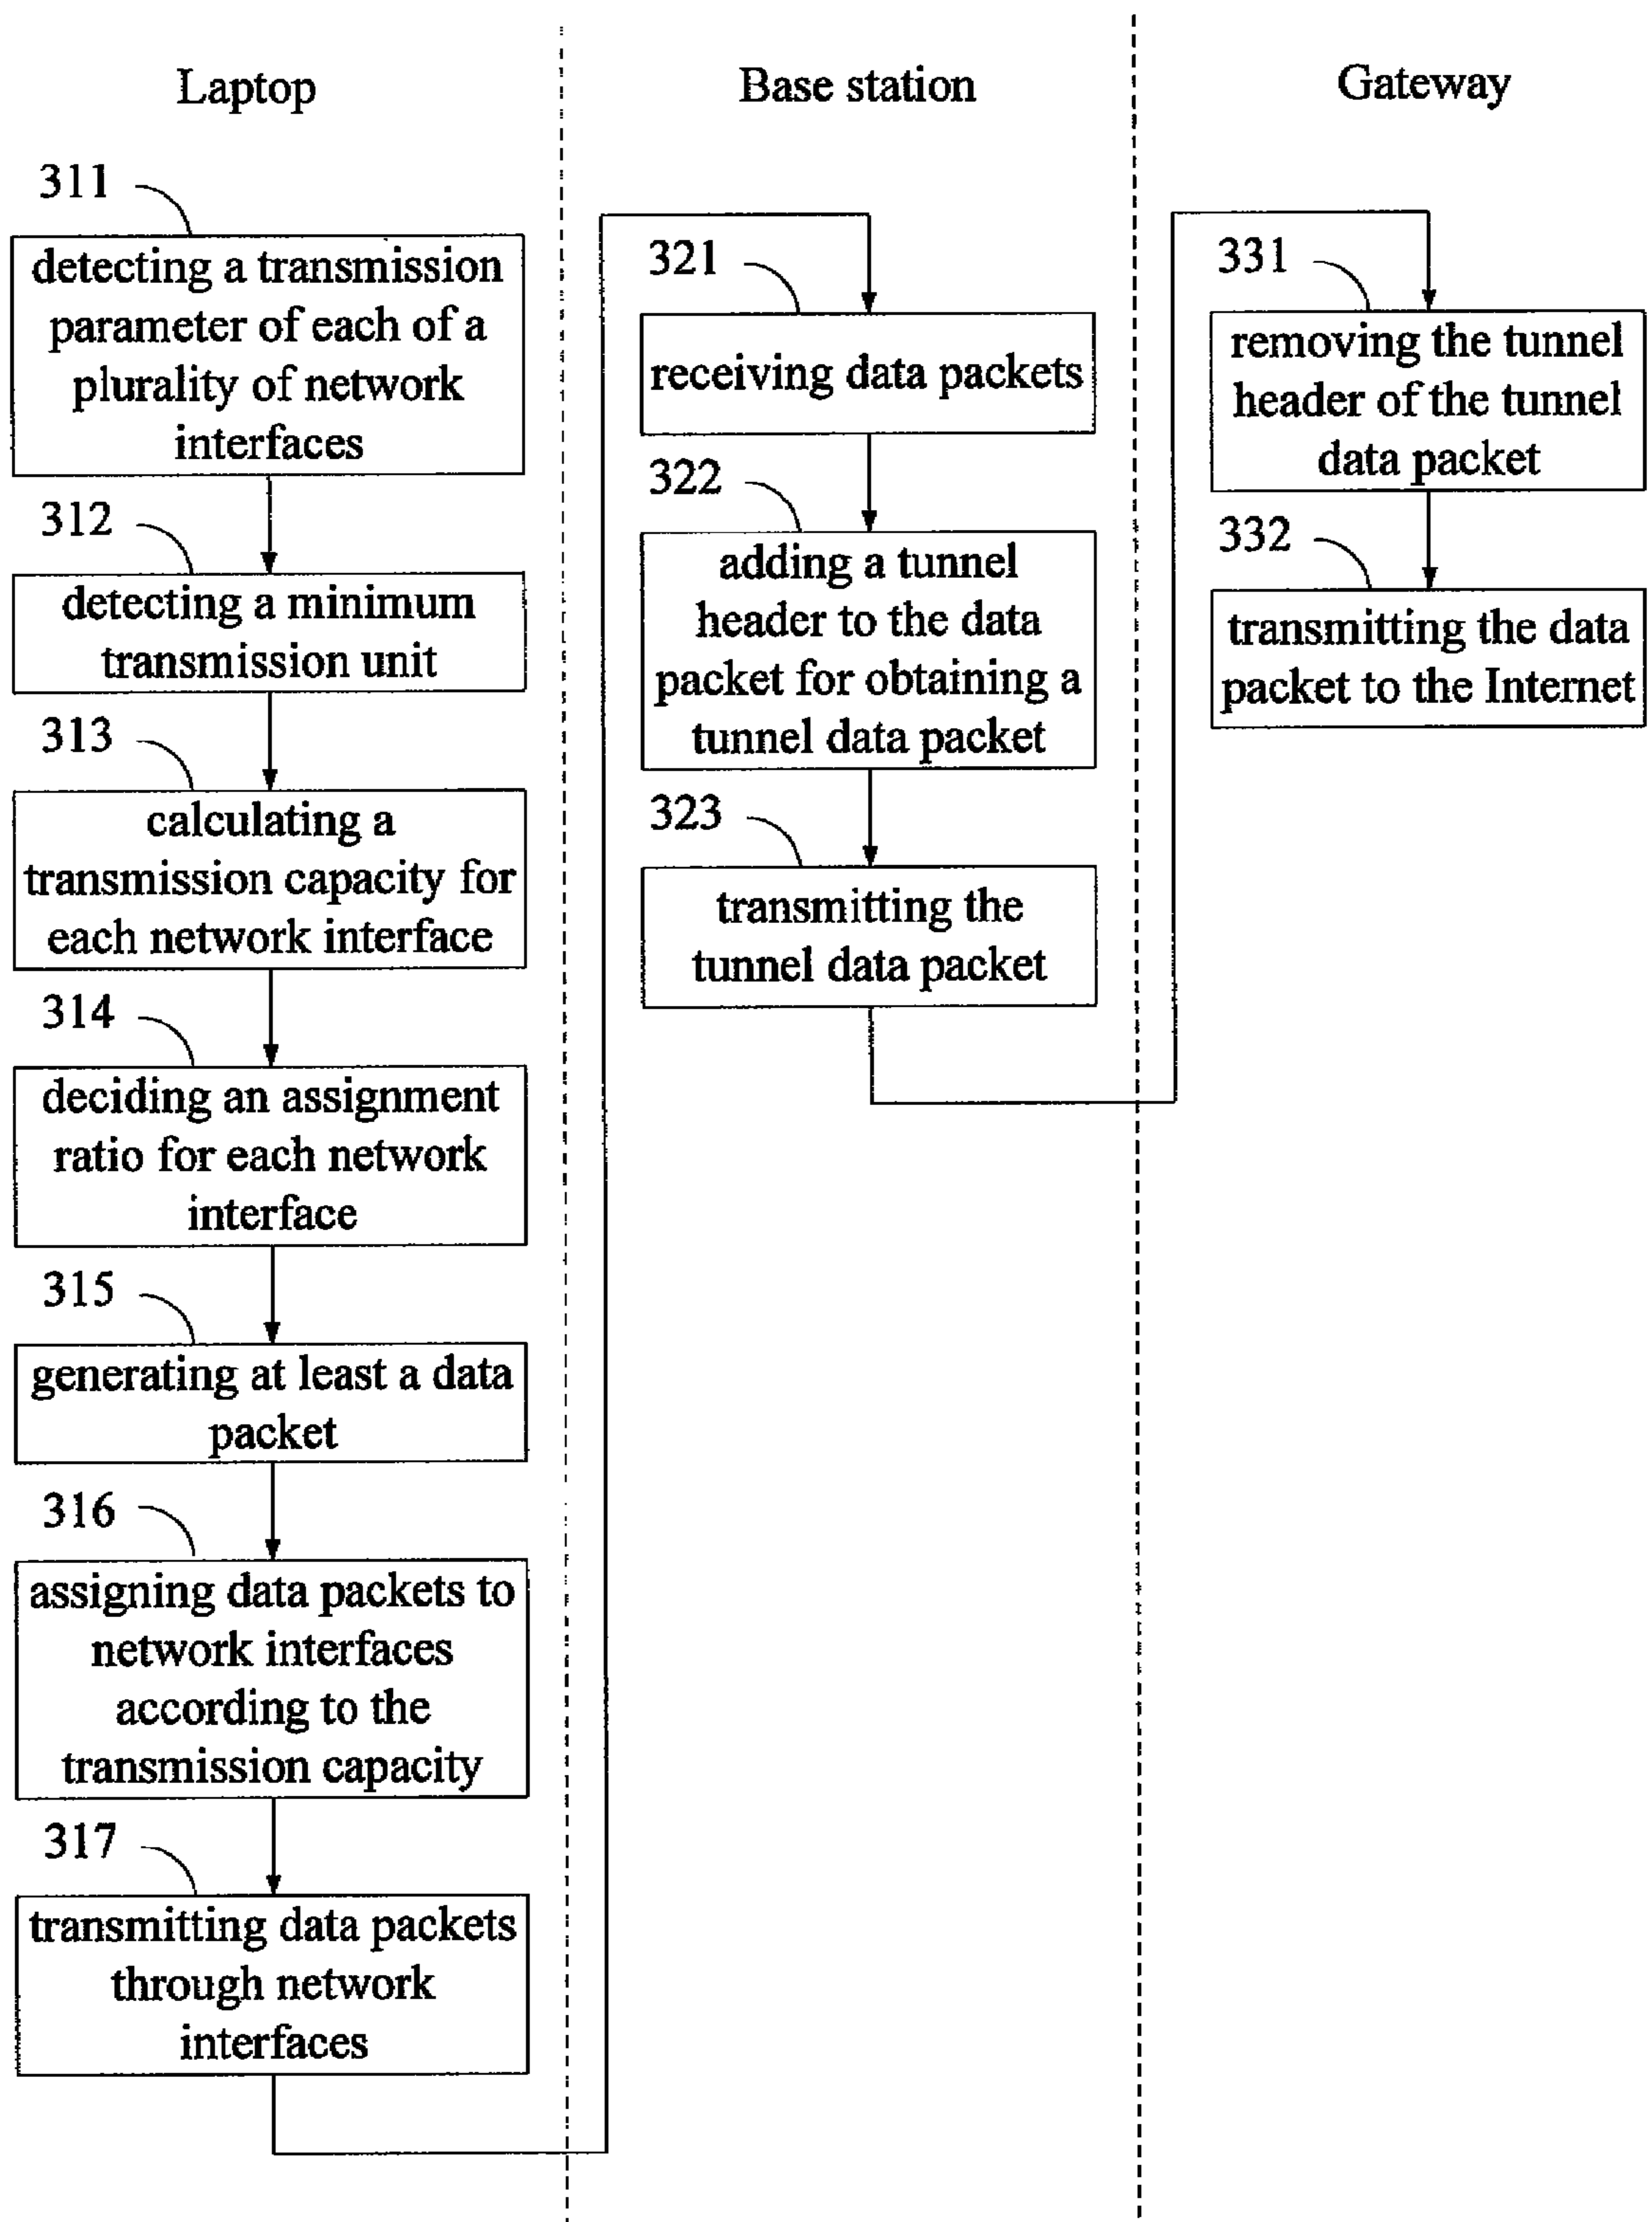 Laptop
311
detecting a transmission
parameter of each of a
plurality of network
interfaces
312
detecting a minimum
transmission unit
313
calculating a
transmission capacity for
each network interface
314
deciding an assignment
ratio for each network
interface
315
generating at least a data
packet
316
assigning data packets to
network interfaces
according to the
transmission capacity
317
transmitting data packets
through network
interfaces
Base station
321
receiving data packets
322
adding a tunnel
header to the data
packet for obtaining a
tunnel data packet
323
transmitting the
tunnel data packet
Gateway
331
removing the tunnel
header of the tunnel
data packet
332
transmitting the data
packet to the Internet